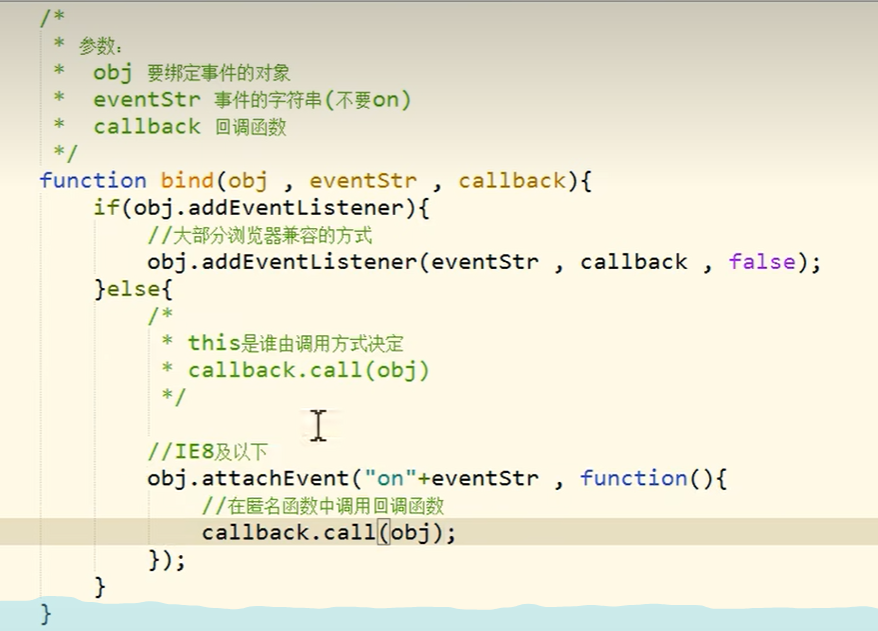 /*
 * 参数：
 *  obj 要绑定事件的对象
 *  eventStr 事件的字符串(不要on)
 *  callback 回调函数
 */
function bind(obj , eventStr , callback){
    if(obj.addEventListener){
        //大部分浏览器兼容的方式
        obj.addEventListener(eventStr , callback , false);
    }else{
        /*
         * this是谁由调用方式决定
         * callback.call(obj)
         */
        //IE8及以下
        obj.attachEvent("on"+eventStr , function(){
            //在匿名函数中调用回调函数
            callback.call(obj);
        });
    }
}